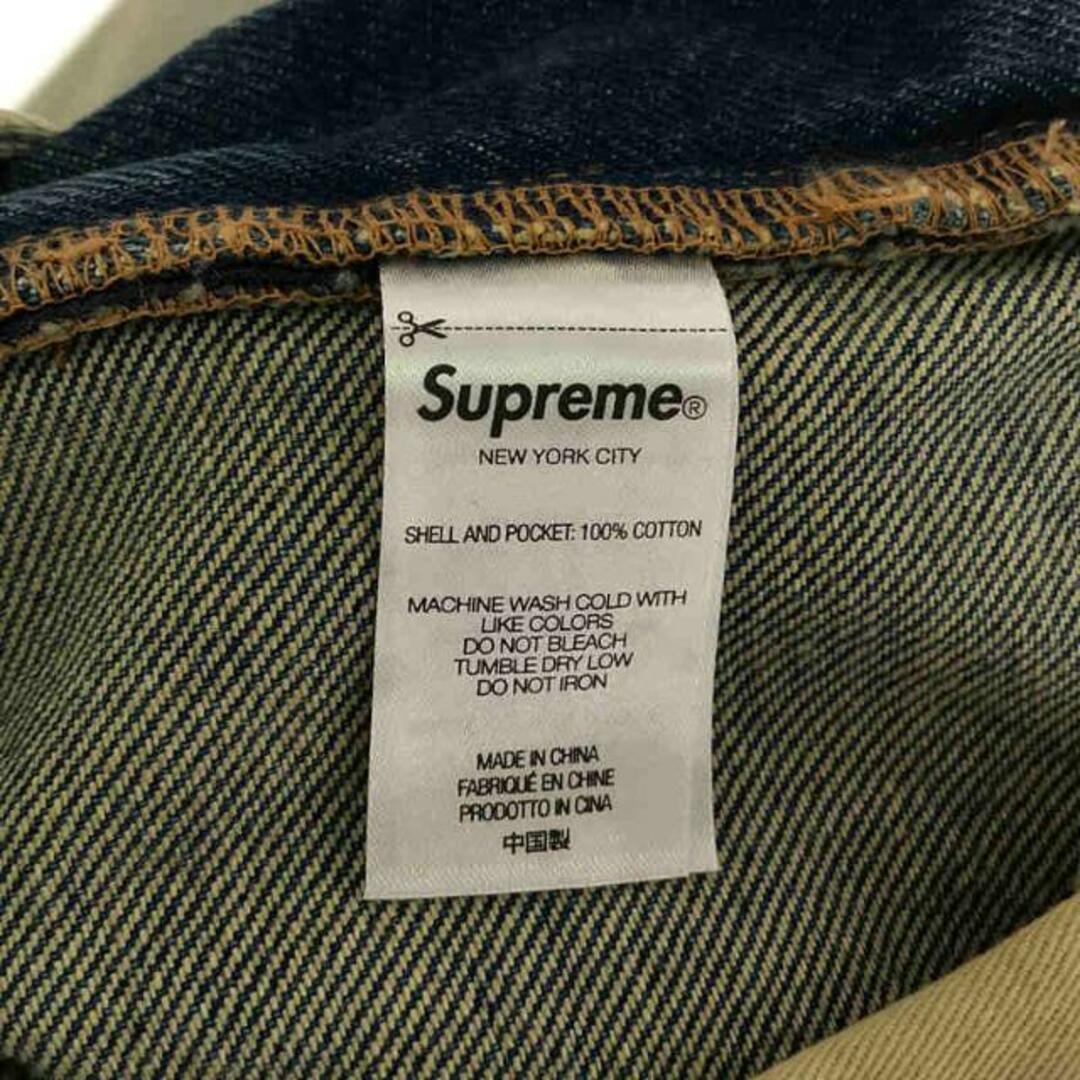 Supreme®
NEW YORK CITY
SHELL AND POCKET: 100% COTTON
MACHINE WASH COLD WITH
LIKE COLORS
DO NOT BLEACH
TUMBLE DRY LOW
DO NOT IRON
MADE IN CHINA
FABRIQUÉ EN CHINE
PRODOTTO IN CINA
中国製